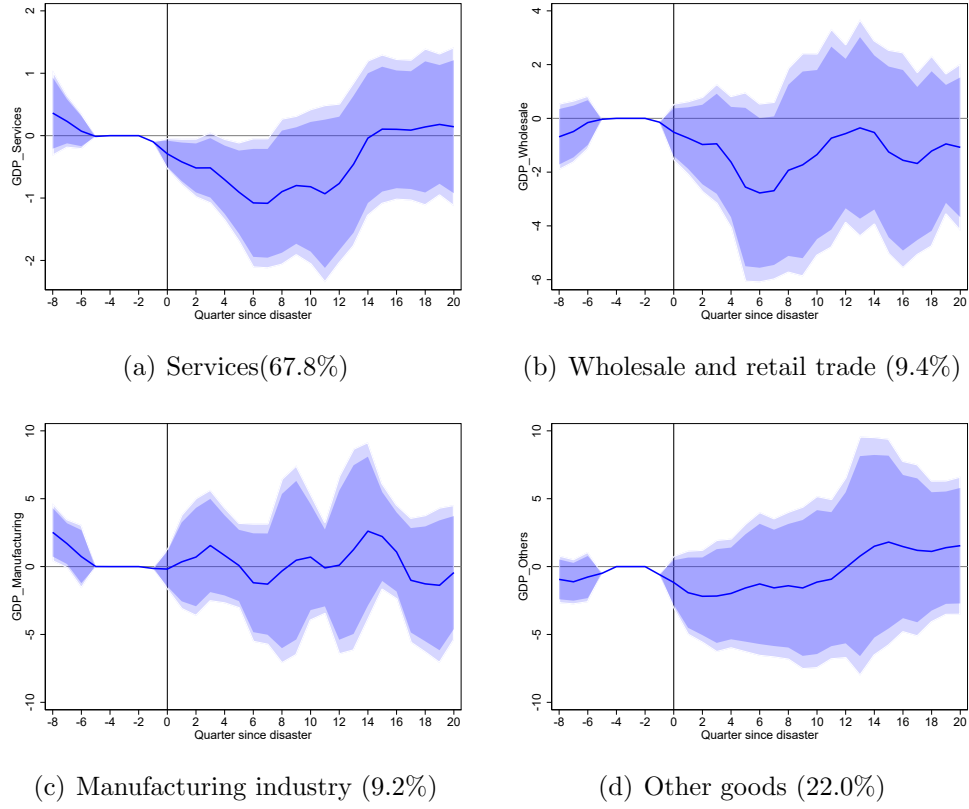 2
1
0
-1
-2
GDP_Services
-8 -6 -4 -2 0 2 4 6 8 10 12 14 16 18 20
Quarter since disaster
(a) Services(67.8%)
4
2
0
-2
-4
-6
GDP_Wholesale
-8 -6 -4 -2 0 2 4 6 8 10 12 14 16 18 20
Quarter since disaster
(b) Wholesale and retail trade (9.4%)
10
5
0
-5
-10
GDP_Manufacturing
-8 -6 -4 -2 0 2 4 6 8 10 12 14 16 18 20
Quarter since disaster
(c) Manufacturing industry (9.2%)
10
5
0
-5
-10
GDP_Others
-8 -6 -4 -2 0 2 4 6 8 10 12 14 16 18 20
Quarter since disaster
(d) Other goods (22.0%)